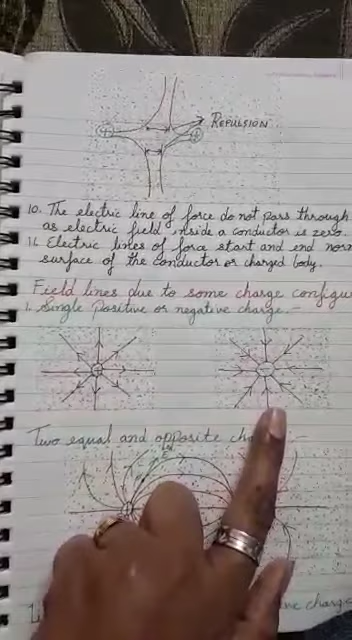 REPULSION
10. The electric line of force do not pass through
as electric field inside a conductor is zero.
11. Electric lines of force start and end
surface of the conductor or charged body.
Field lines due to some charge
1. Single positive or negative charge.-
Two equal and opposite